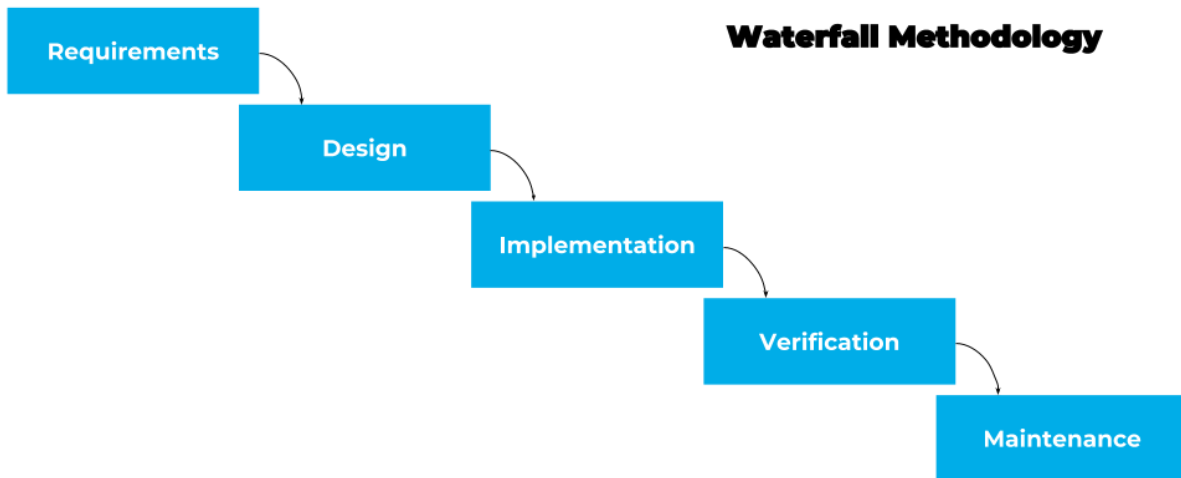 Waterfall Methodology
Requirements
Design
Implementation
Verification
Maintenance